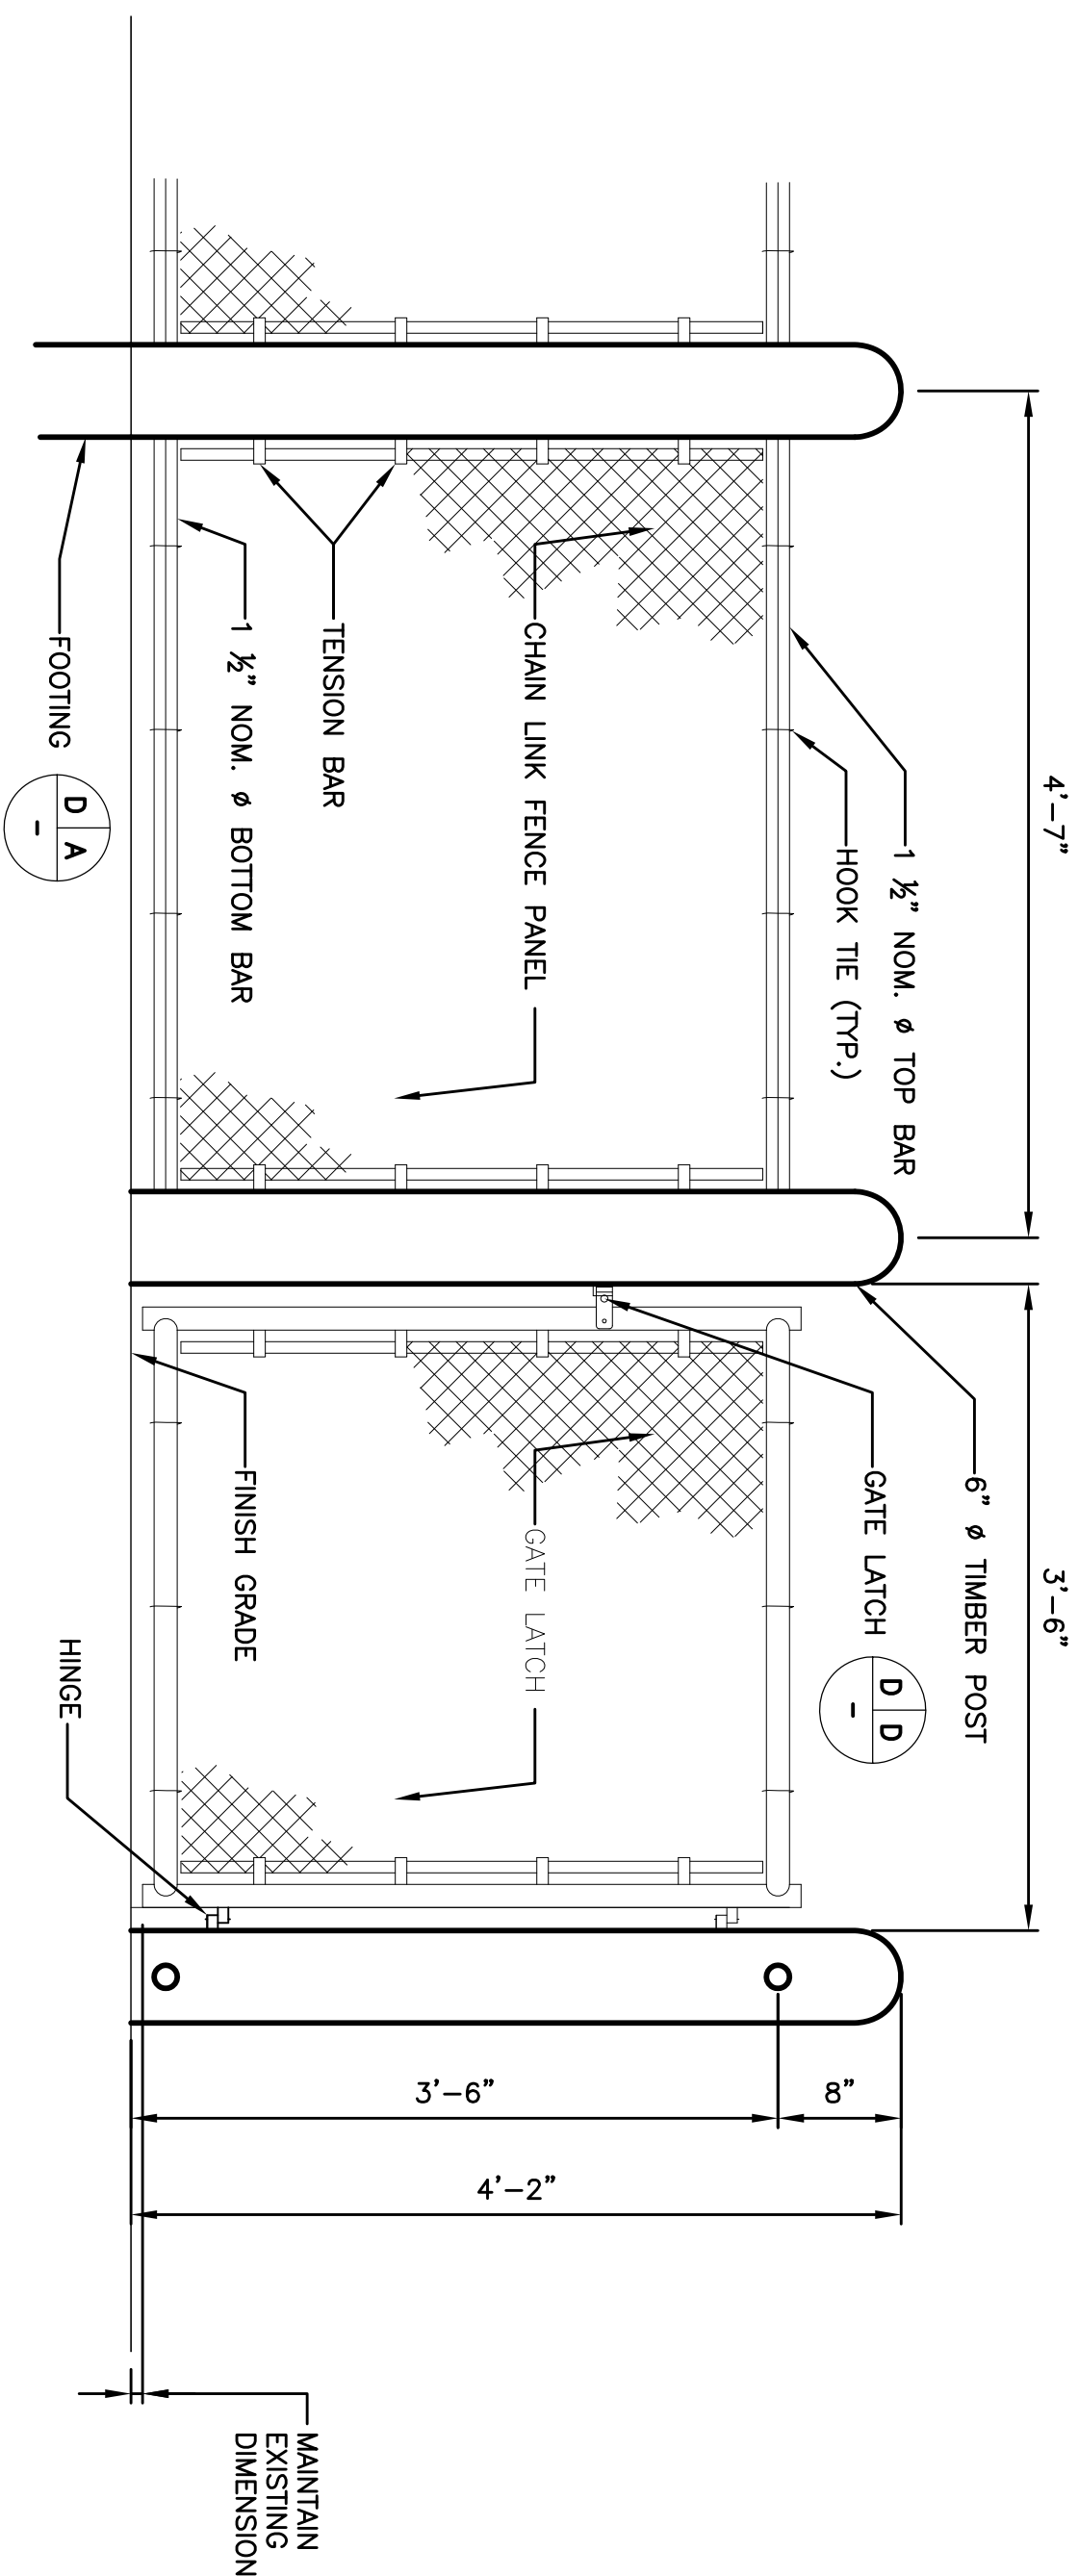 4'-7"
3'-6"
1 ½" NOM. ø TOP BAR
HOOK TIE (TYP.)
6" ø TIMBER POST
GATE LATCH
D D
-
CHAIN LINK FENCE PANEL
GATE LATCH
TENSION BAR
1 ½" NOM. ø BOTTOM BAR
FINISH GRADE
FOOTING
D A
-
HINGE
8"
3'-6"
4'-2"
MAINTAIN
EXISTING
DIMENSION